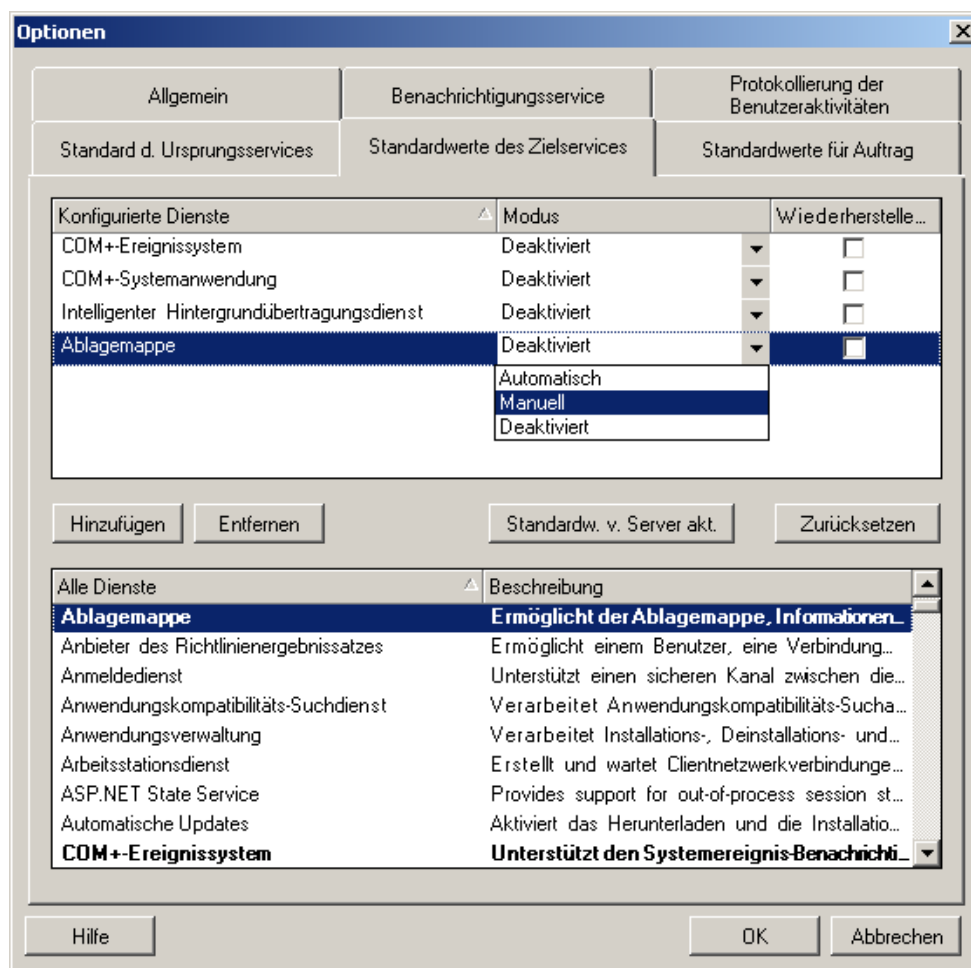 Optionen
Allgemein
Benachrichtigungsservice
Protokollierung der
Benutzeraktivitäten
Standard d. Ursprungsservices
Standardwerte des Zielservices
Standardwerte für Auftrag
Konfigurierte Dienste Modus Wiederherstelle...
COM+-Ereignissystem Deaktiviert
COM+-Systemanwendung Deaktiviert
Intelligenter Hintergrundübertragungsdienst Deaktiviert
Ablagemappe Deaktiviert
Automatisch
Manuell
Deaktiviert
Hinzufügen Entfernen Standardw. v. Server akt. Zurücksetzen
Alle Dienste Beschreibung
Ablagemappe Ermöglicht der Ablagemappe, Informationen...
Anbieter des Richtlinienergebnissatzes Ermöglicht einem Benutzer, eine Verbindung...
Anmeldedienst Unterstützt einen sicheren Kanal zwischen die...
Anwendungskompatibilitäts-Suchdienst Verarbeitet Anwendungskompatibilitäts-Sucha...
Anwendungsverwaltung Verarbeitet Installations-, Deinstallations- und...
Arbeitsstationsdienst Erstellt und wartet Clientnetzwerkverbindunge...
ASP.NET State Service Provides support for out-of-process session st...
Automatische Updates Aktiviert das Herunterladen und die Installatio...
COM+-Ereignissystem Unterstützt den Systemereignis-Benachrichti...
Hilfe OK Abbrechen